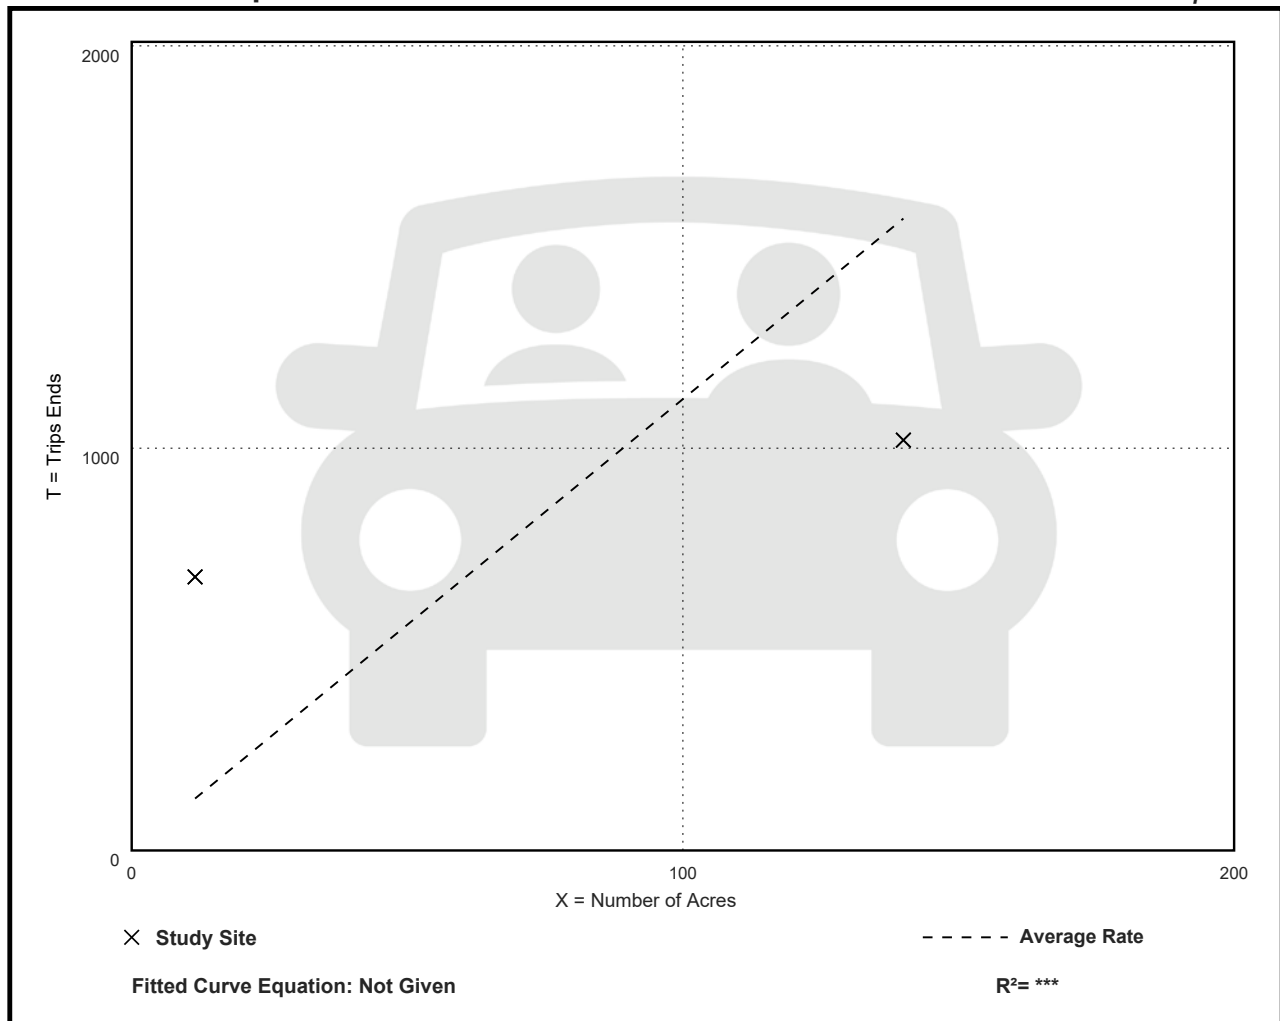 2000
1000
0
T = Trips Ends
0 100 200
X = Number of Acres
Study Site
Average Rate
Fitted Curve Equation: Not Given
R²= ***